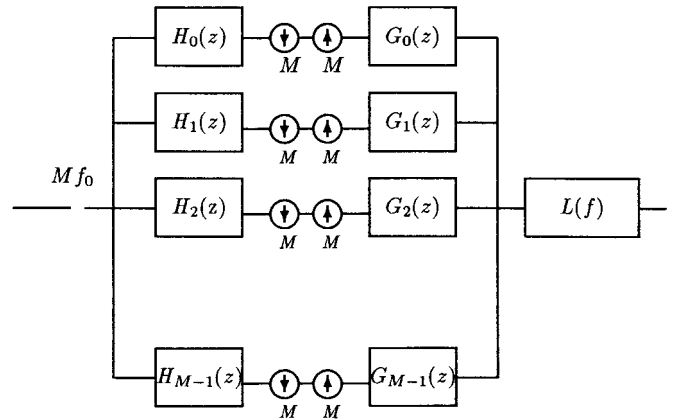 H₀(z) G₀(z)
M M
H₁(z) G₁(z)
M M
Mf₀
H₂(z) G₂(z) L(f)
M M
H_{M−1}(z) G_{M−1}(z)
M M